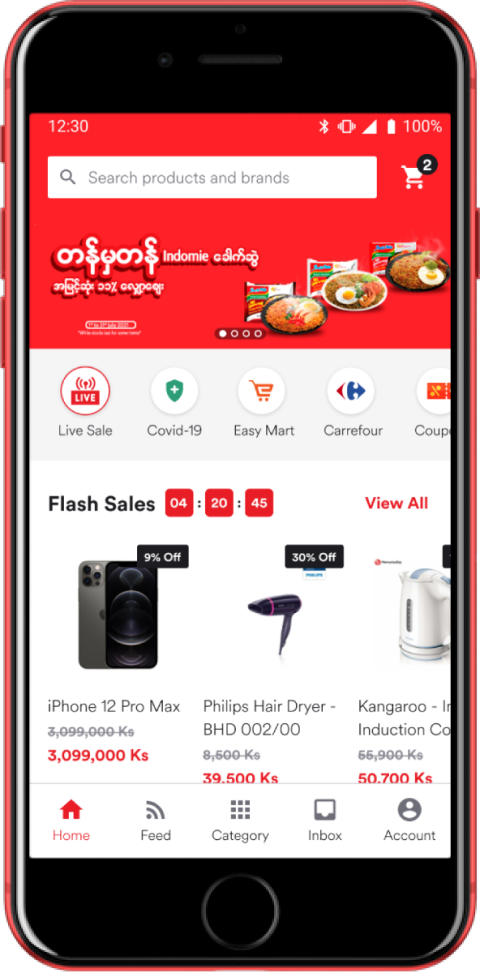 12:30
100%
Search products and brands
2
တန်မှတန် Indomie ခေါက်ဆွဲ
အမြင့်ဆုံး ၁၁% လျှော့ဈေး
LIVE
Live Sale
Covid-19
Easy Mart
Carrefour
Coup
Flash Sales 04 : 20 : 45
View All
9% Off
30% Off
PHILIPS
iPhone 12 Pro Max
3,099,000 Ks
3,099,000 Ks
Philips Hair Dryer -
BHD 002/00
8,500 Ks
39,500 Ks
Kangaroo - I
Induction Co
55,900 Ks
50,700 Ks
Home
Feed
Category
Inbox
Account